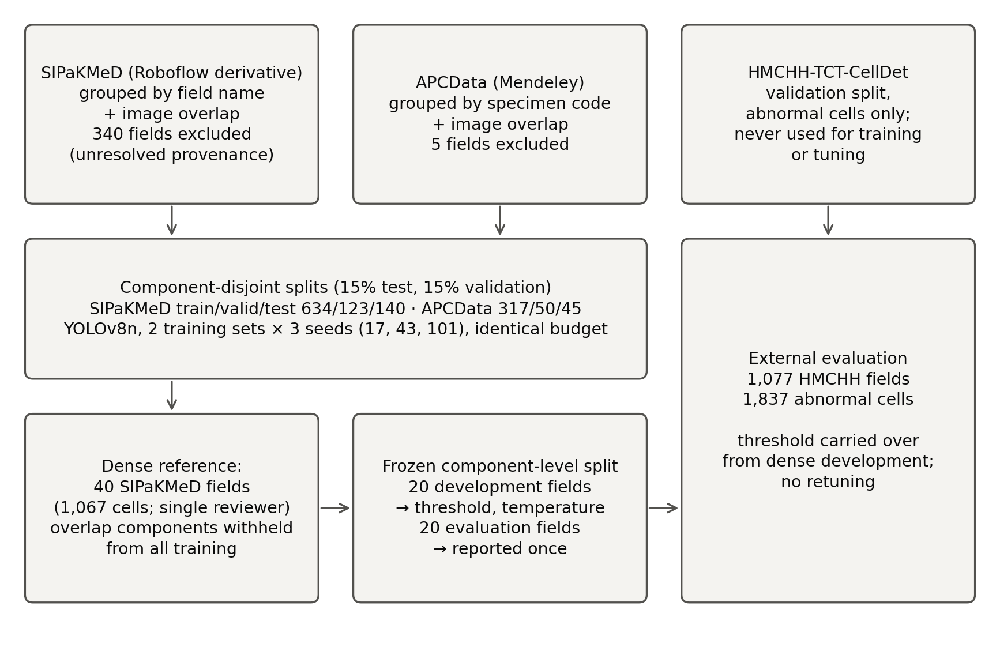 SIPaKMeD (Roboflow derivative)
grouped by field name
+ image overlap
340 fields excluded
(unresolved provenance)
APCData (Mendeley)
grouped by specimen code
+ image overlap
5 fields excluded
HMCHH-TCT-CellDet
validation split,
abnormal cells only;
never used for training
or tuning
Component-disjoint splits (15% test, 15% validation)
SIPaKMeD train/valid/test 634/123/140 · APCData 317/50/45
YOLOv8n, 2 training sets × 3 seeds (17, 43, 101), identical budget
Dense reference:
40 SIPaKMeD fields
(1,067 cells; single reviewer)
overlap components withheld
from all training
Frozen component-level split
20 development fields
→ threshold, temperature
20 evaluation fields
→ reported once
External evaluation
1,077 HMCHH fields
1,837 abnormal cells
threshold carried over
from dense development;
no retuning